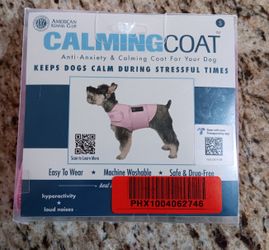 AMERICAN
KENNEL CLUB
S
CALMINGCOAT
Anti-Anxiety & Calming Coat For Your Dog
KEEPS DOGS CALM DURING STRESSFUL TIMES
Scan to Learn More
Easy To Wear • Machine Washable • Safe & Drug-Free
hyperactivity
• loud noises
PHX1004062746